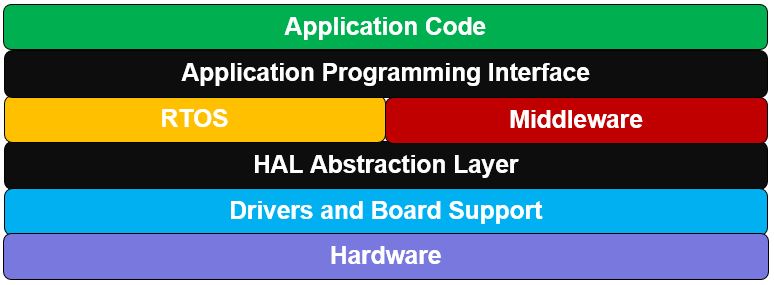 Application Code
Application Programming Interface
RTOS
Middleware
HAL Abstraction Layer
Drivers and Board Support
Hardware